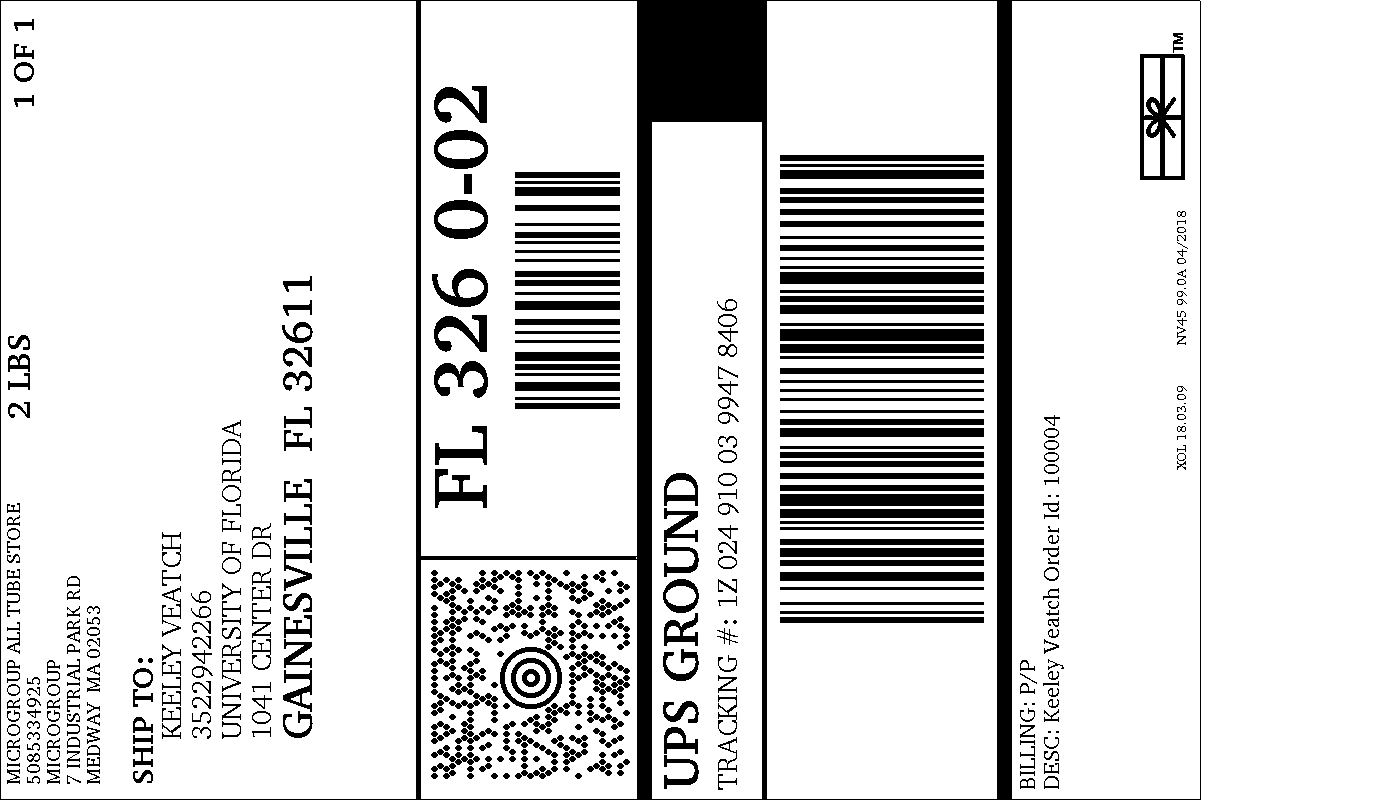 MICROGROUP ALL TUBE STORE
5085334925
MICROGROUP
7 INDUSTRIAL PARK RD
MEDWAY MA 02053
2 LBS
1 OF 1
SHIP TO:
KEELEY VEATCH
3522942266
UNIVERSITY OF FLORIDA
1041 CENTER DR
GAINESVILLE FL 32611
FL 326 0-02
UPS GROUND
TRACKING #: 1Z 024 910 03 9947 8406
BILLING: P/P
DESC: Keeley Veatch Order Id: 100004
XOL 18.03.09 NV45 99.0A 04/2018
TM